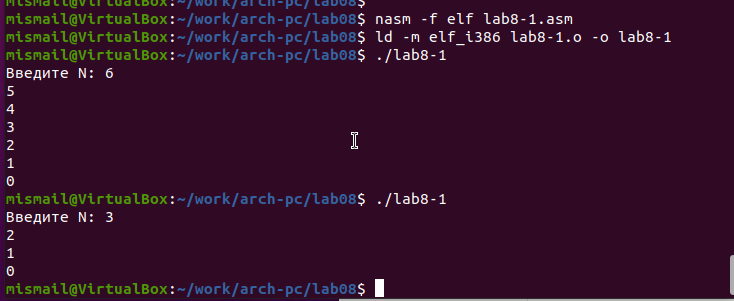 mismail@VirtualBox:~/work/arch-pc/lab08$
mismail@VirtualBox:~/work/arch-pc/lab08$ nasm -f elf lab8-1.asm
mismail@VirtualBox:~/work/arch-pc/lab08$ ld -m elf_i386 lab8-1.o -o lab8-1
mismail@VirtualBox:~/work/arch-pc/lab08$ ./lab8-1
Введите N: 6
5
4
3
2
1
0
mismail@VirtualBox:~/work/arch-pc/lab08$ ./lab8-1
Введите N: 3
2
1
0
mismail@VirtualBox:~/work/arch-pc/lab08$